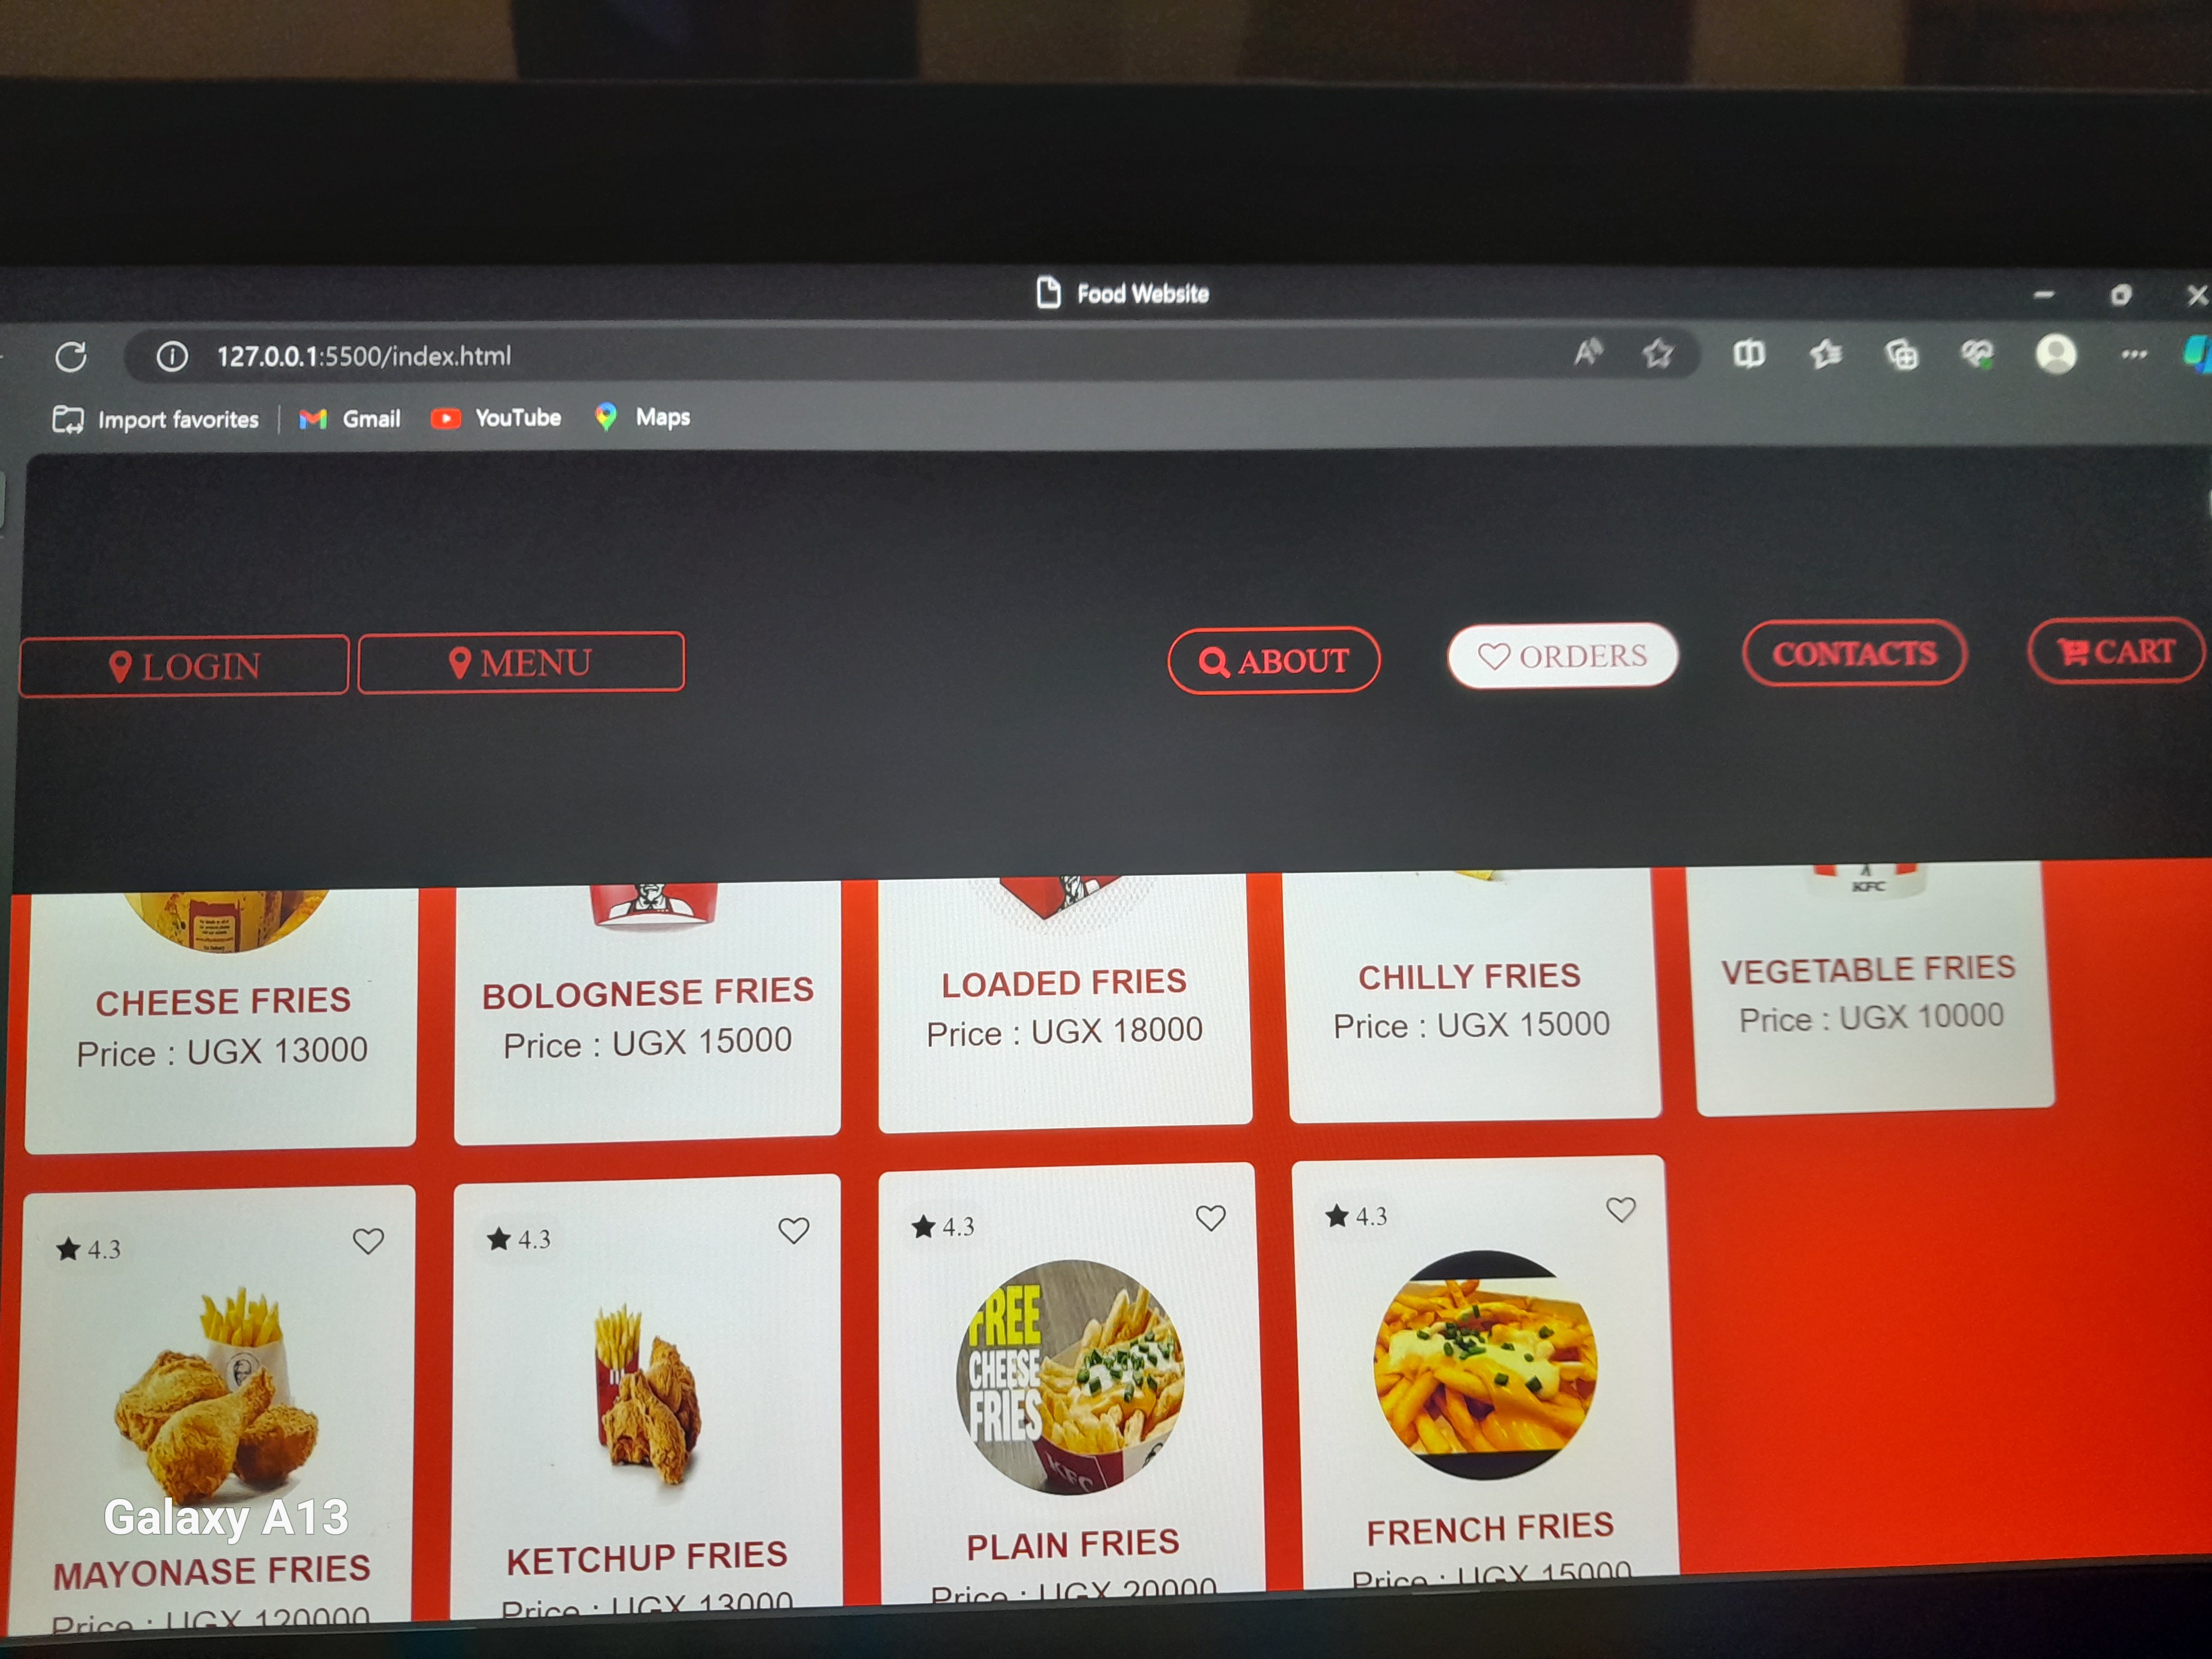 Food Website
127.0.0.1:5500/index.html
Import favorites Gmail YouTube Maps
LOGIN MENU ABOUT ORDERS CONTACTS CART
KFC
CHEESE FRIES
Price : UGX 13000
BOLOGNESE FRIES
Price : UGX 15000
LOADED FRIES
Price : UGX 18000
CHILLY FRIES
Price : UGX 15000
VEGETABLE FRIES
Price : UGX 10000
4.3
MAYONASE FRIES
Price : UGX 120000
4.3
KETCHUP FRIES
Price : UGX 13000
4.3
FREE
CHEESE
FRIES
KFC
PLAIN FRIES
Price : UGX 20000
4.3
FRENCH FRIES
Price : UGX 15000
Galaxy A13